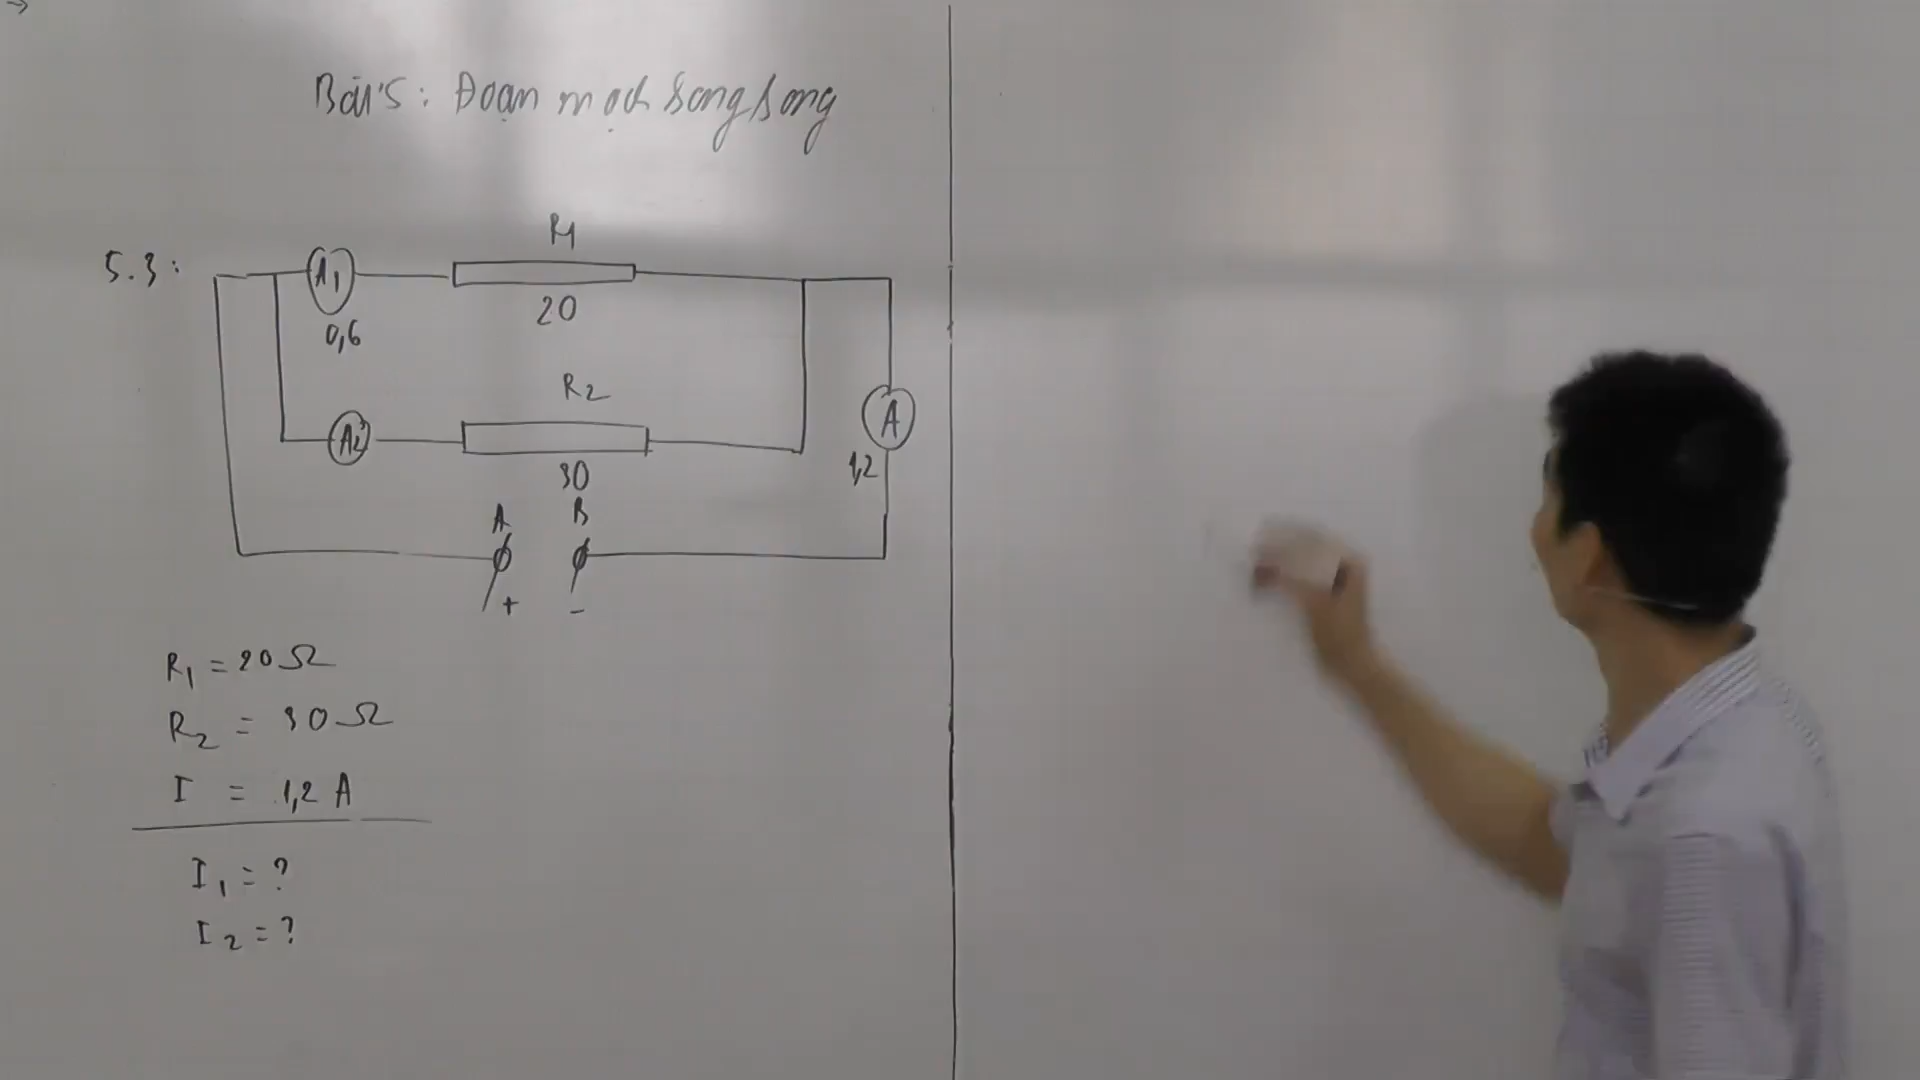 Bài 5: Đoạn mạch song song
5.3:
R1
A1
20
0,6
R2
A
A2
30
1,2
A
B
+
-
R1 = 20 Ω
R2 = 30 Ω
I = 1,2 A
I1 = ?
I2 = ?